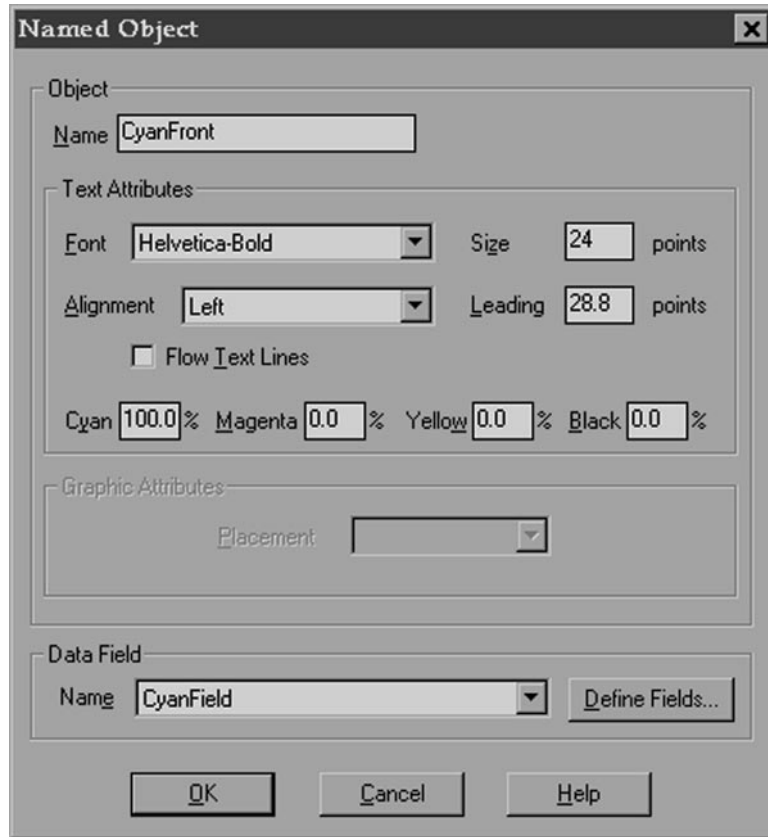 Named Object
Object
Name CyanFront
Text Attributes
Font Helvetica-Bold Size 24 points
Alignment Left Leading 28.8 points
Flow Text Lines
Cyan 100.0 % Magenta 0.0 % Yellow 0.0 % Black 0.0 %
Graphic Attributes
Placement
Data Field
Name CyanField Define Fields...
OK Cancel Help